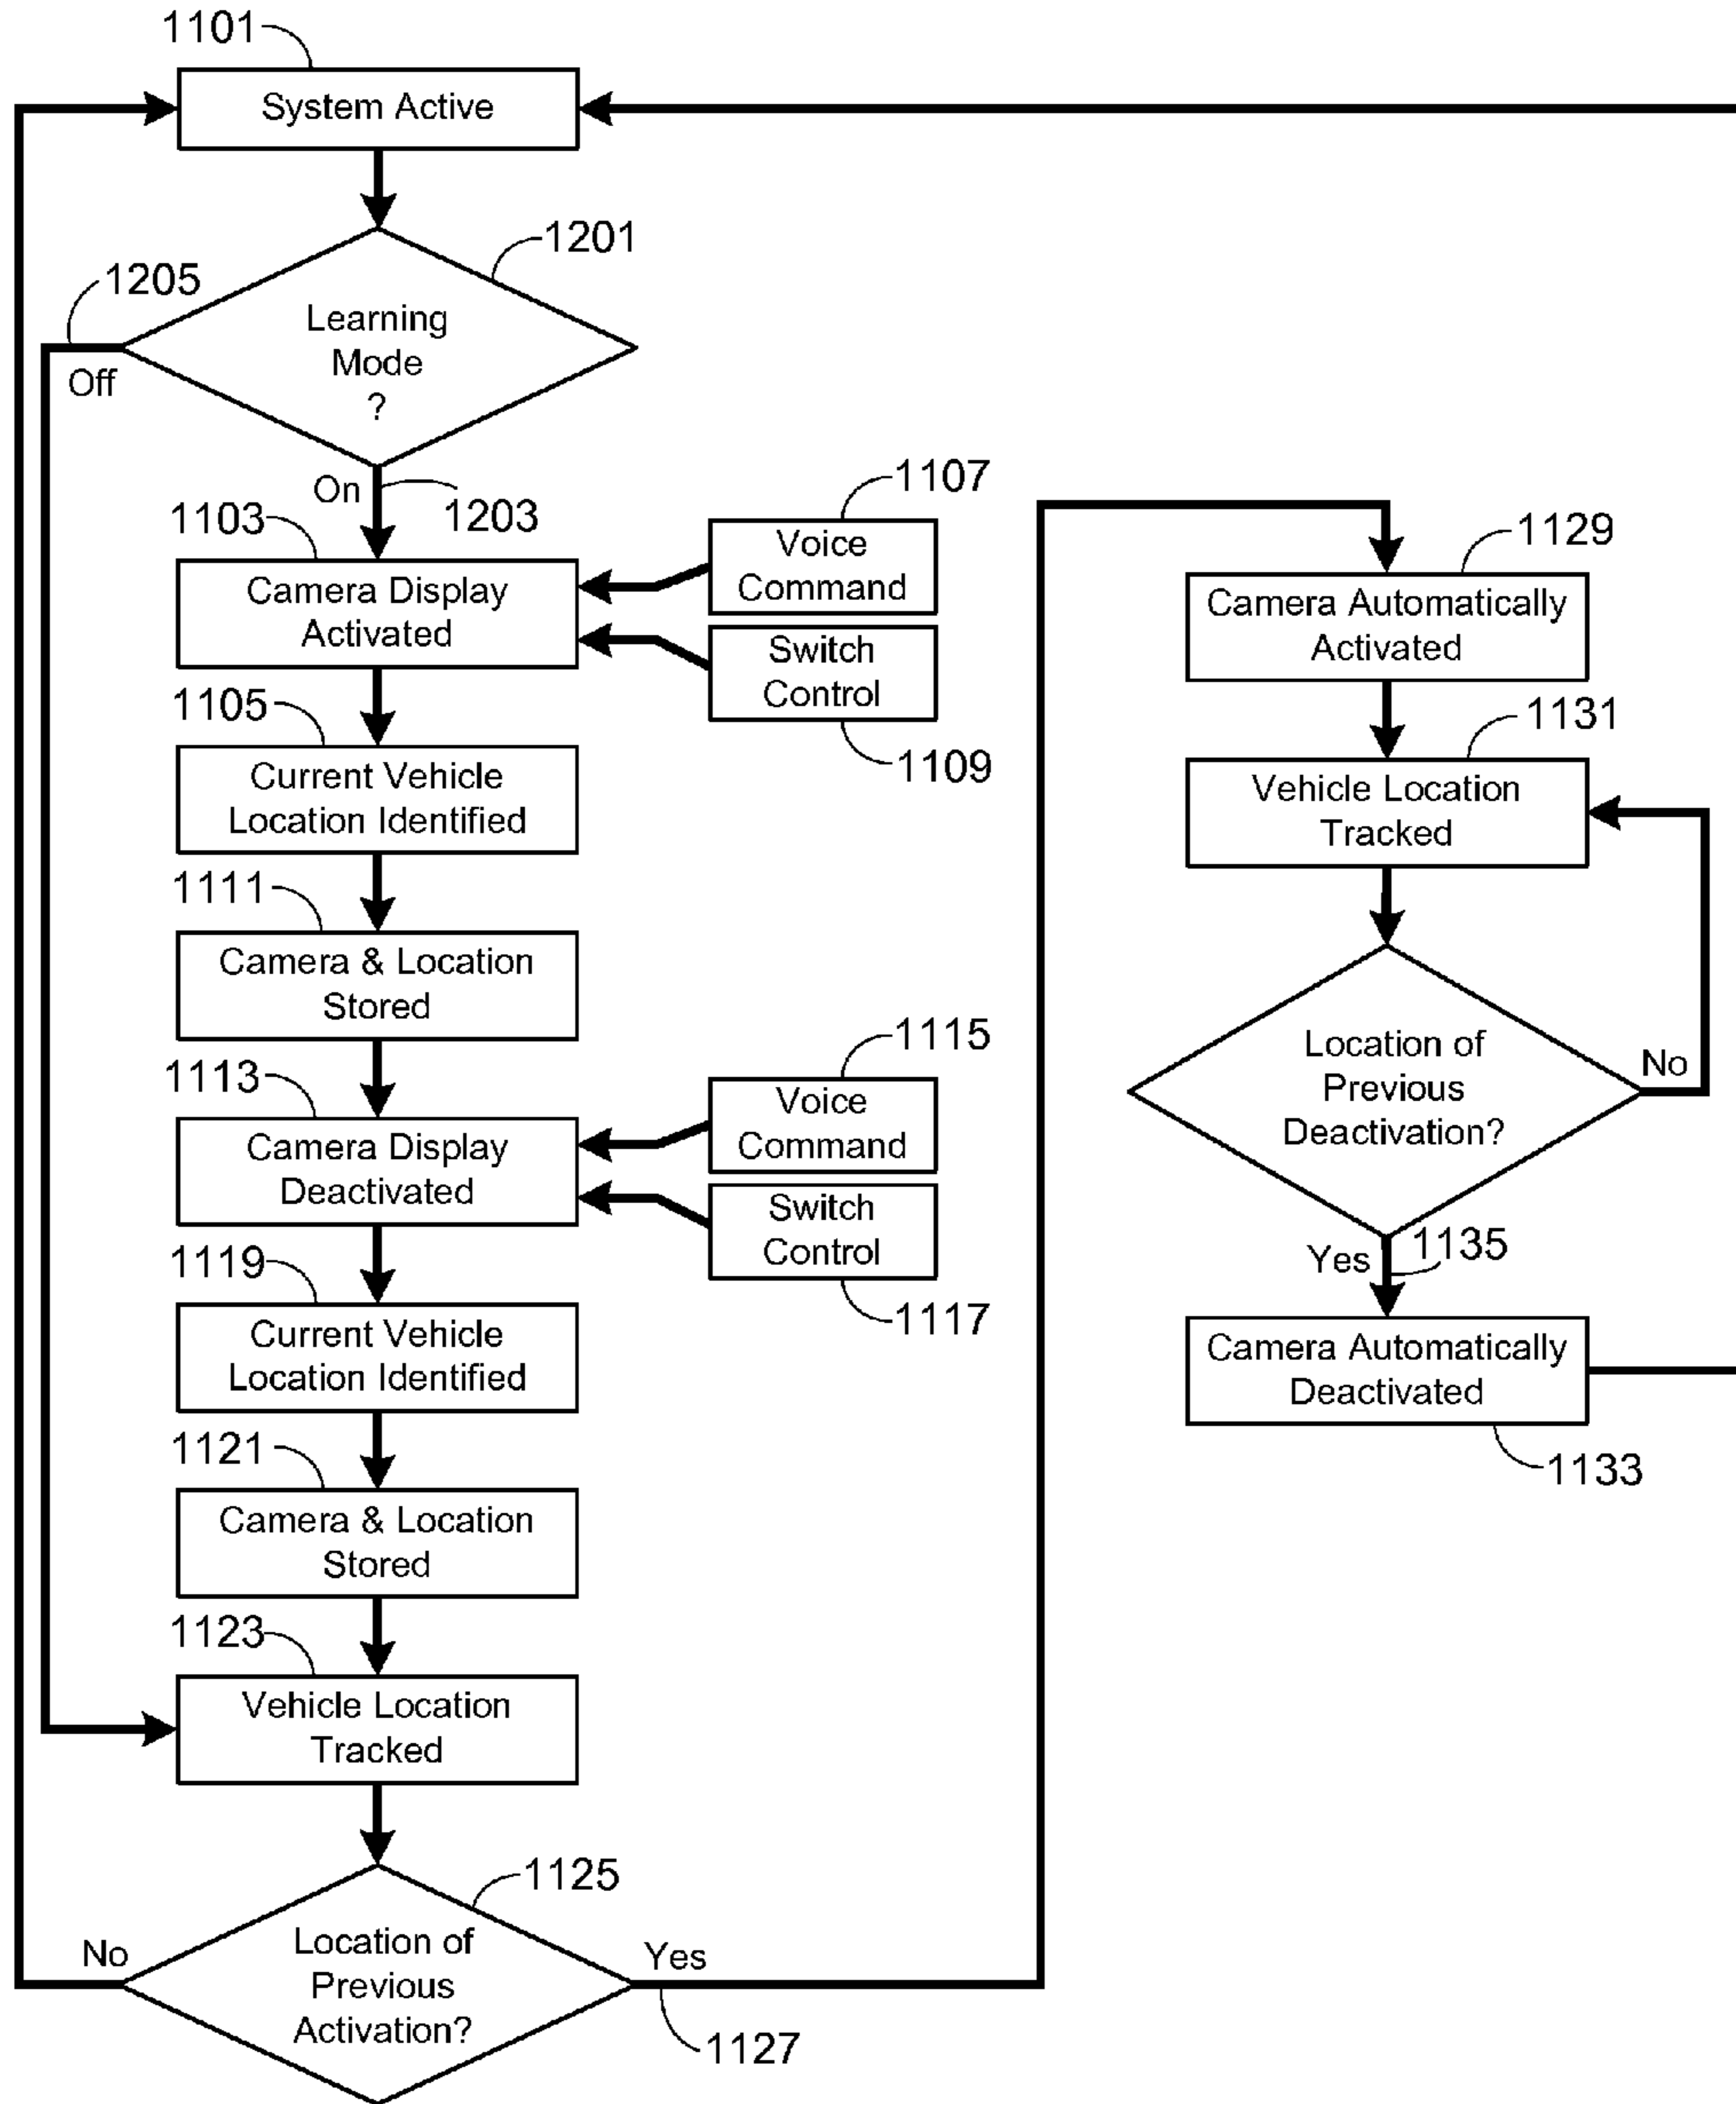 1101
System Active
1201
1205
Learning
Mode
?
Off
On
1203
1103
Camera Display
Activated
1107
Voice
Command
Switch
Control
1109
1105
Current Vehicle
Location Identified
1111
Camera & Location
Stored
1113
Camera Display
Deactivated
1115
Voice
Command
Switch
Control
1117
1119
Current Vehicle
Location Identified
1121
Camera & Location
Stored
1123
Vehicle Location
Tracked
1125
Location of
Previous
Activation?
No
Yes
1127
1129
Camera Automatically
Activated
1131
Vehicle Location
Tracked
Location of
Previous
Deactivation?
No
Yes
1135
Camera Automatically
Deactivated
1133